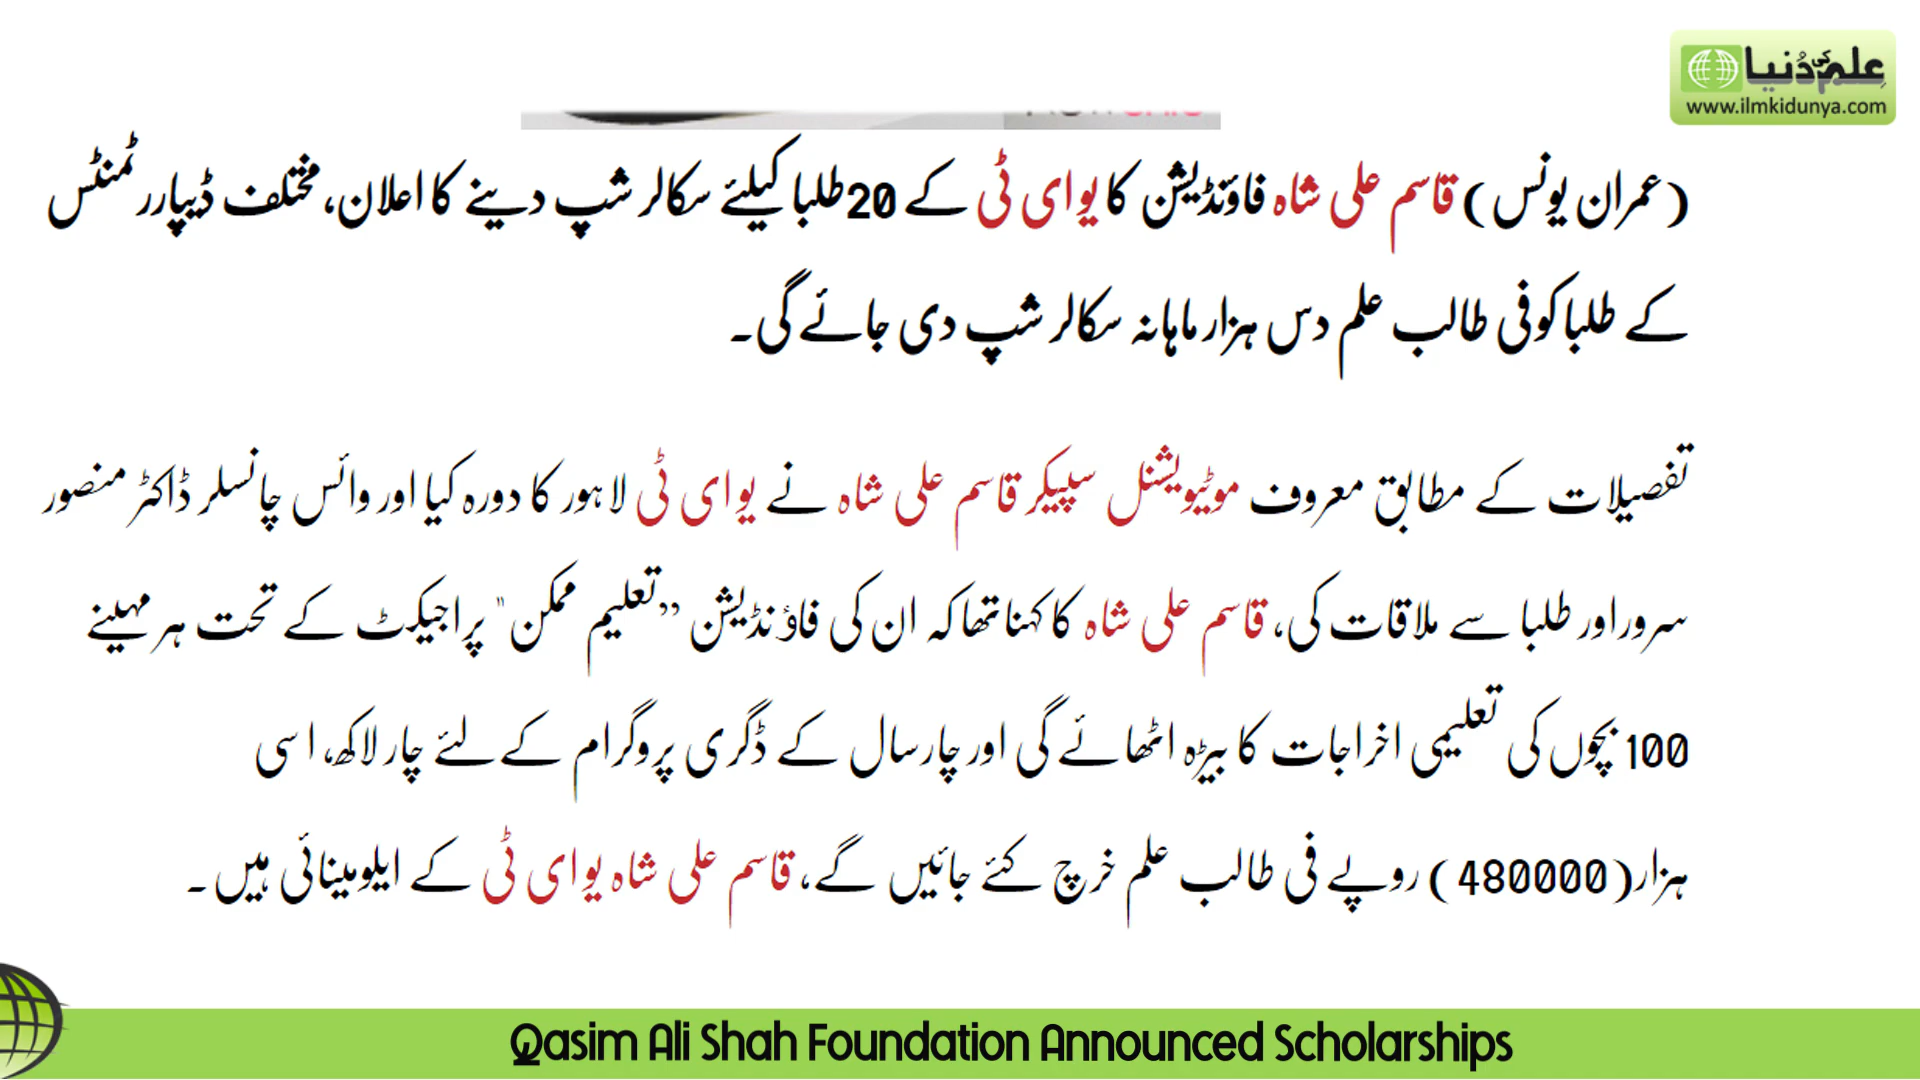 علم کی دُنیا
www.ilmkidunya.com
(عمران یونس) قاسم علی شاہ فاؤنڈیشن کا یو ای ٹی کے 20 طلبا کیلئے سکالر شپ دینے کا اعلان، مختلف ڈیپارٹمنٹس
کے طلبا کو فی طالب علم دس ہزار ماہانہ سکالر شپ دی جائے گی۔
تفصیلات کے مطابق معروف موٹیویشنل سپیکر قاسم علی شاہ نے یو ای ٹی لاہور کا دورہ کیا اور وائس چانسلر ڈاکٹر منصور
سرور اور طلبا سے ملاقات کی، قاسم علی شاہ کا کہنا تھا کہ ان کی فاؤنڈیشن ’’تعلیم ممکن" پراجیکٹ کے تحت ہر مہینے
100 بچوں کی تعلیمی اخراجات کا بیڑہ اٹھائے گی اور چار سال کے ڈگری پروگرام کے لئے چار لاکھ، اسی
ہزار( 480000 ) روپے فی طالب علم خرچ کئے جائیں گے، قاسم علی شاہ یو ای ٹی کے ایلومینائی ہیں۔
Qasim Ali Shah Foundation Announced Scholarships